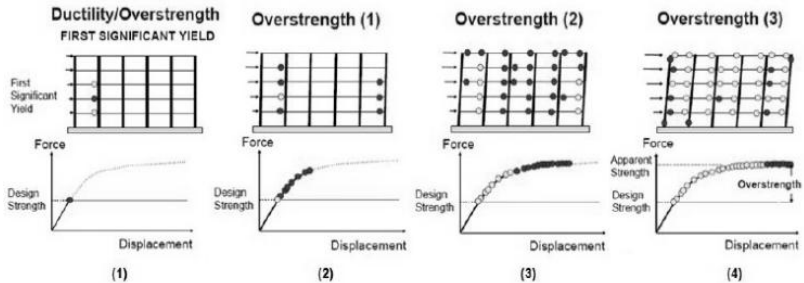 Ductility/Overstrength
FIRST SIGNIFICANT YIELD
First
Significant
Yield
Force
Design
Strength
Displacement
(1)
Overstrength (1)
Force
Design
Strength
Displacement
(2)
Overstrength (2)
Force
Design
Strength
Displacement
(3)
Overstrength (3)
Force
Apparent
Strength
Overstrength
Design
Strength
Displacement
(4)